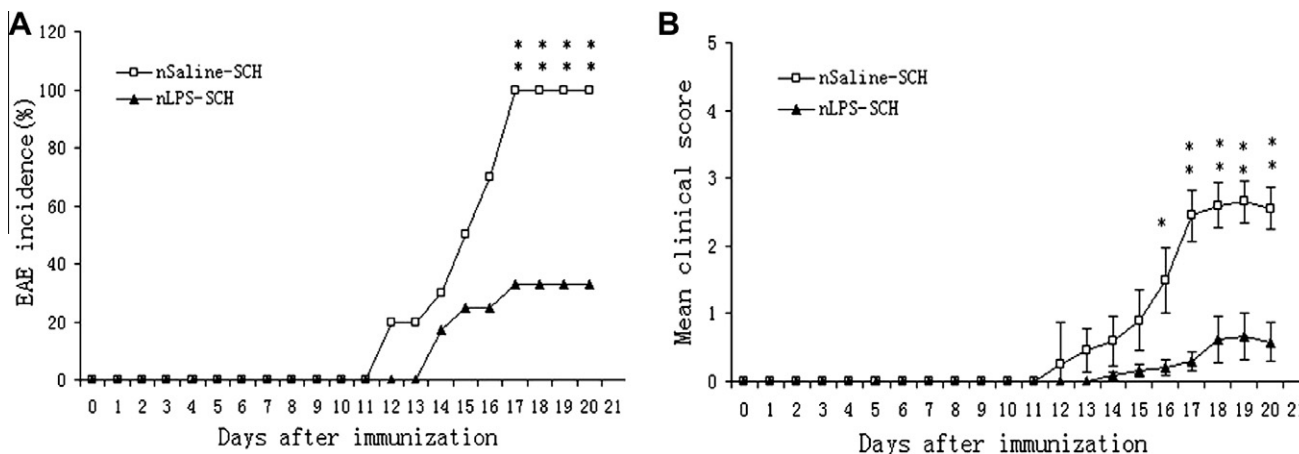 A
120
100
80
60
40
20
0
EAE incidence(%)
nSaline-SCH
nLPS-SCH
* * * *
* * * *
0 1 2 3 4 5 6 7 8 9 10 11 12 13 14 15 16 17 18 19 20 21
Days after immunization
B
5
4
3
2
1
0
Mean clinical score
nSaline-SCH
nLPS-SCH
* * * *
* * * *
*
0 1 2 3 4 5 6 7 8 9 10 11 12 13 14 15 16 17 18 19 20 2
Days after immunization